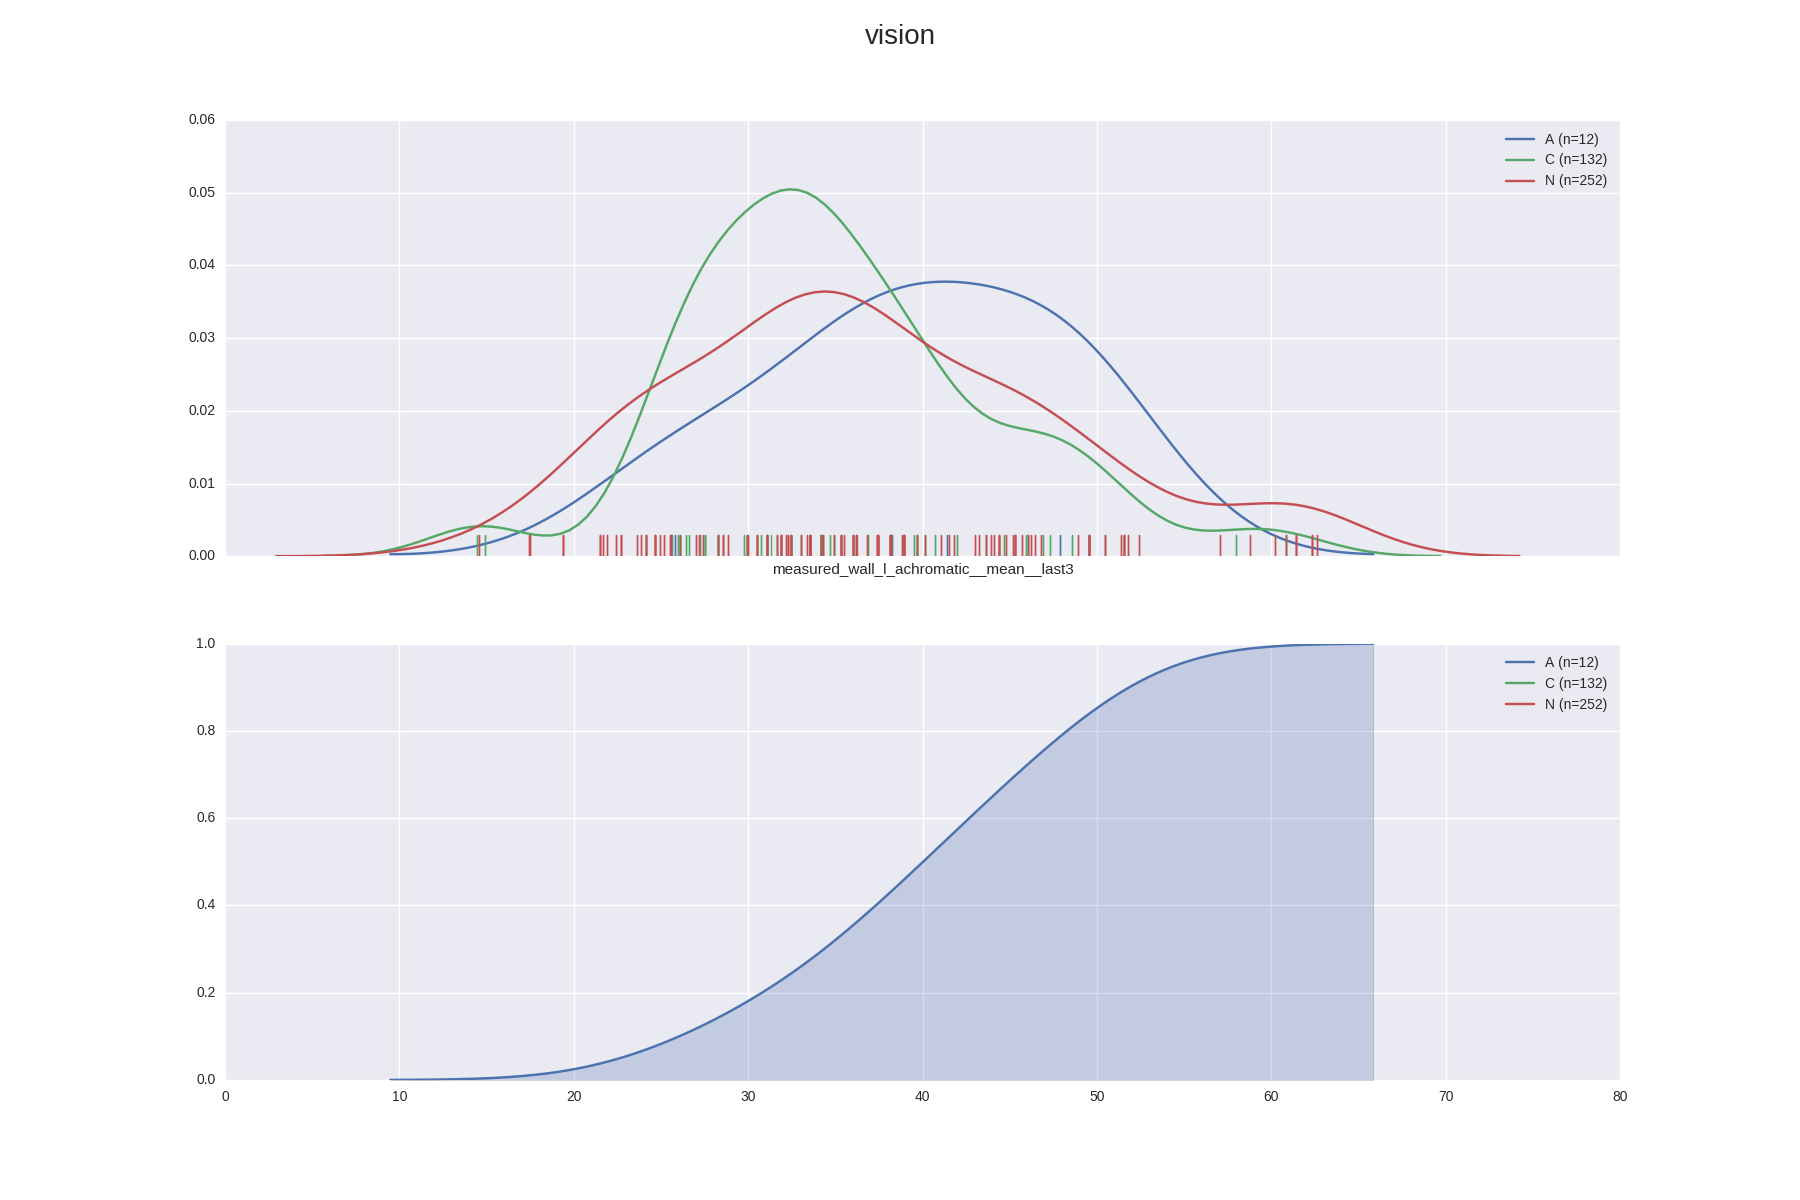 vision
0.06
0.05
0.04
0.03
0.02
0.01
0.00
A (n=12)
C (n=132)
N (n=252)
measured_wall_l_achromatic__mean__last3
1.0
0.8
0.6
0.4
0.2
0.0
A (n=12)
C (n=132)
N (n=252)
0 10 20 30 40 50 60 70 80